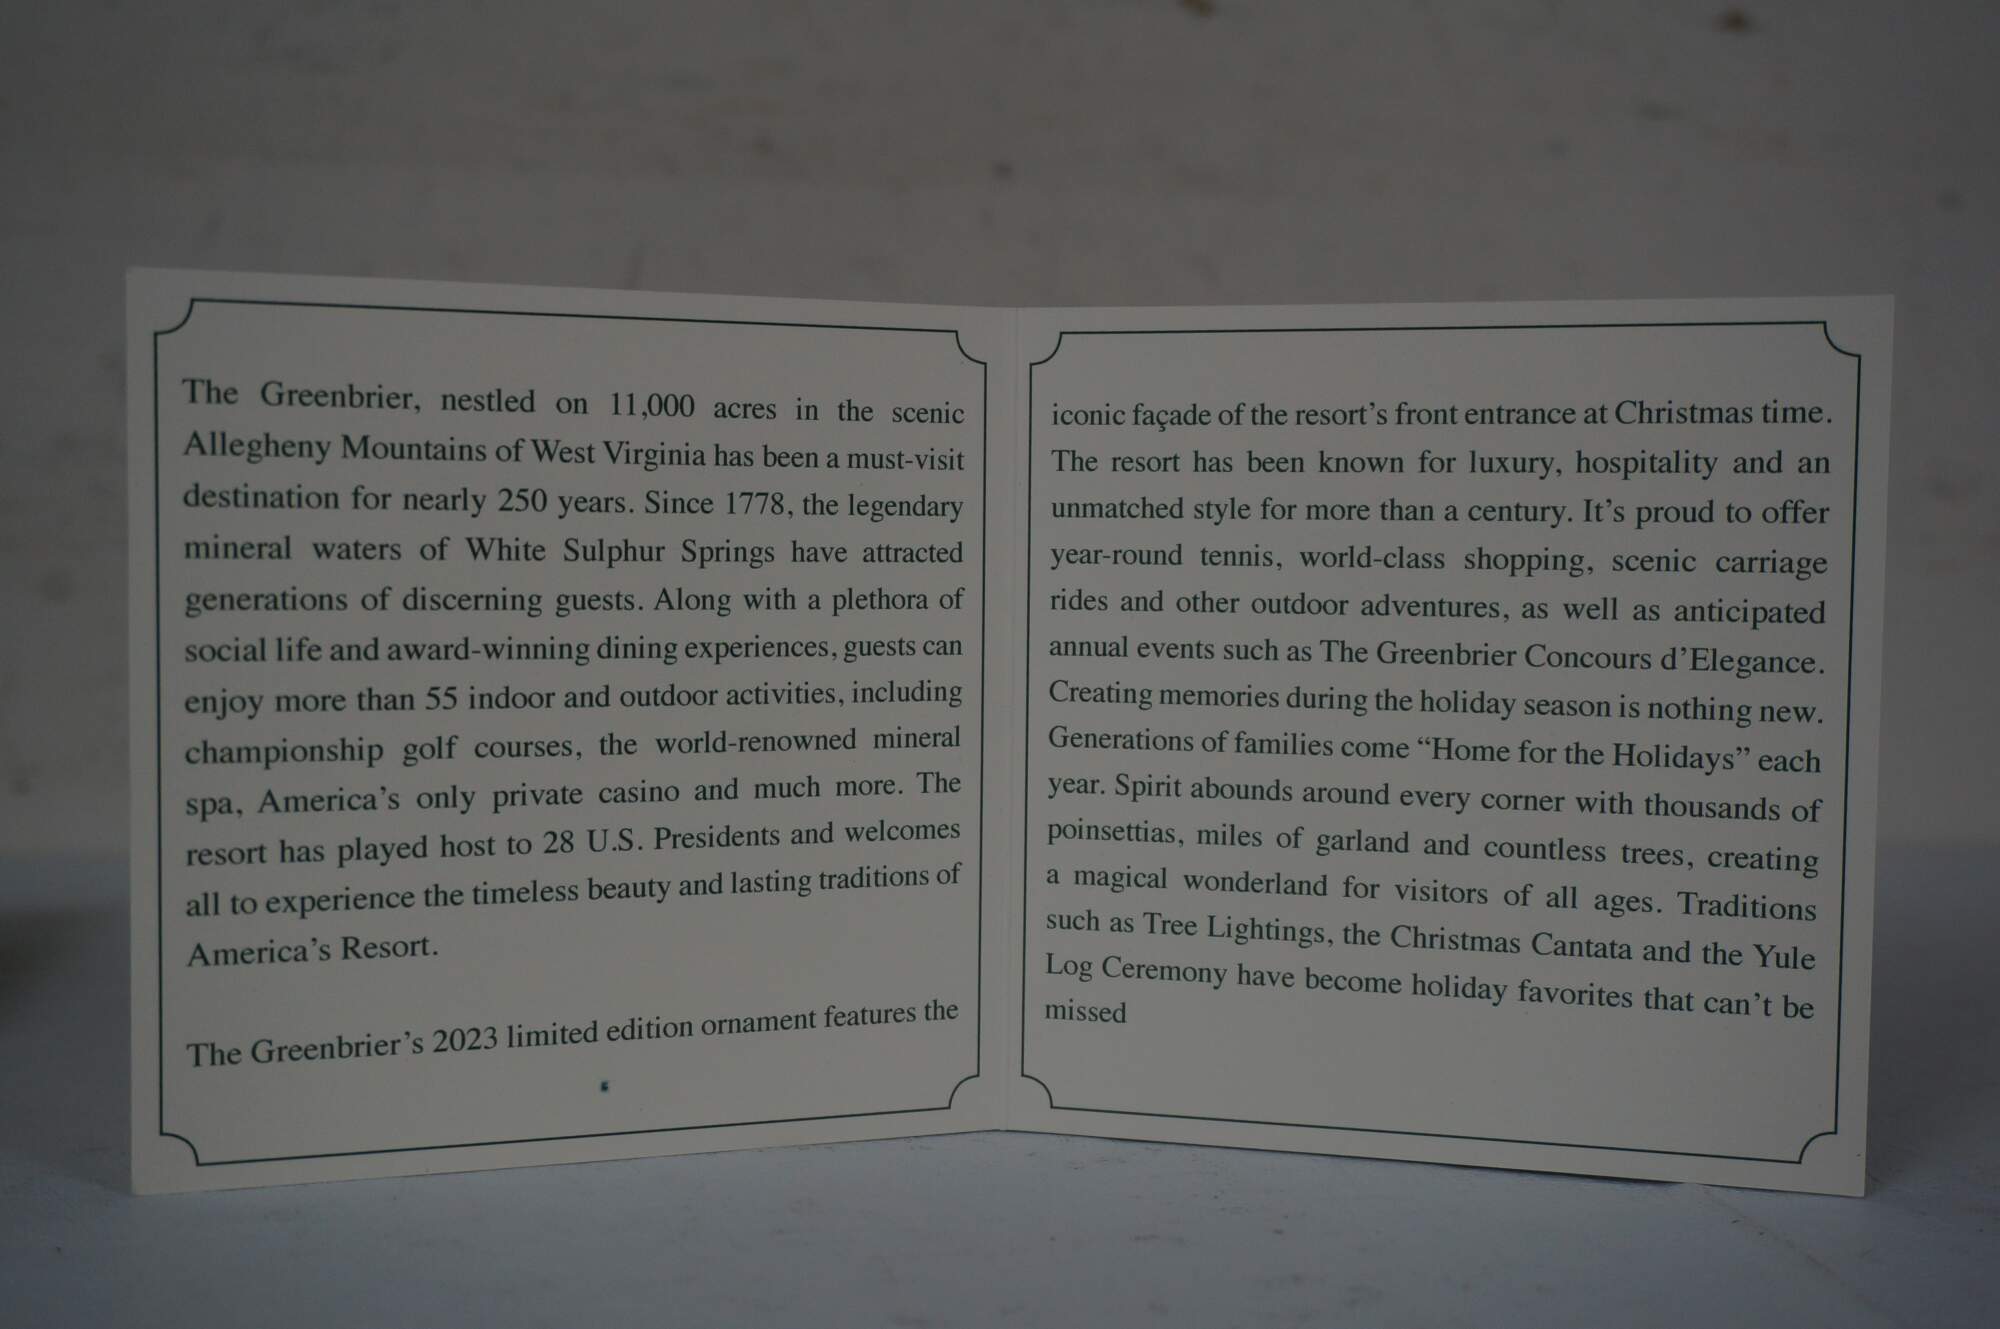 The Greenbrier, nestled on 11,000 acres in the scenic
Allegheny Mountains of West Virginia has been a must-visit
destination for nearly 250 years. Since 1778, the legendary
mineral waters of White Sulphur Springs have attracted
generations of discerning guests. Along with a plethora of
social life and award-winning dining experiences, guests can
enjoy more than 55 indoor and outdoor activities, including
championship golf courses, the world-renowned mineral
spa, America's only private casino and much more. The
resort has played host to 28 U.S. Presidents and welcomes
all to experience the timeless beauty and lasting traditions of
America's Resort.
The Greenbrier's 2023 limited edition ornament features the
iconic façade of the resort's front entrance at Christmas time.
The resort has been known for luxury, hospitality and an
unmatched style for more than a century. It's proud to offer
year-round tennis, world-class shopping, scenic carriage
rides and other outdoor adventures, as well as anticipated
annual events such as The Greenbrier Concours d'Elegance.
Creating memories during the holiday season is nothing new.
Generations of families come “Home for the Holidays” each
year. Spirit abounds around every corner with thousands of
poinsettias, miles of garland and countless trees, creating
a magical wonderland for visitors of all ages. Traditions
such as Tree Lightings, the Christmas Cantata and the Yule
Log Ceremony have become holiday favorites that can't be
missed